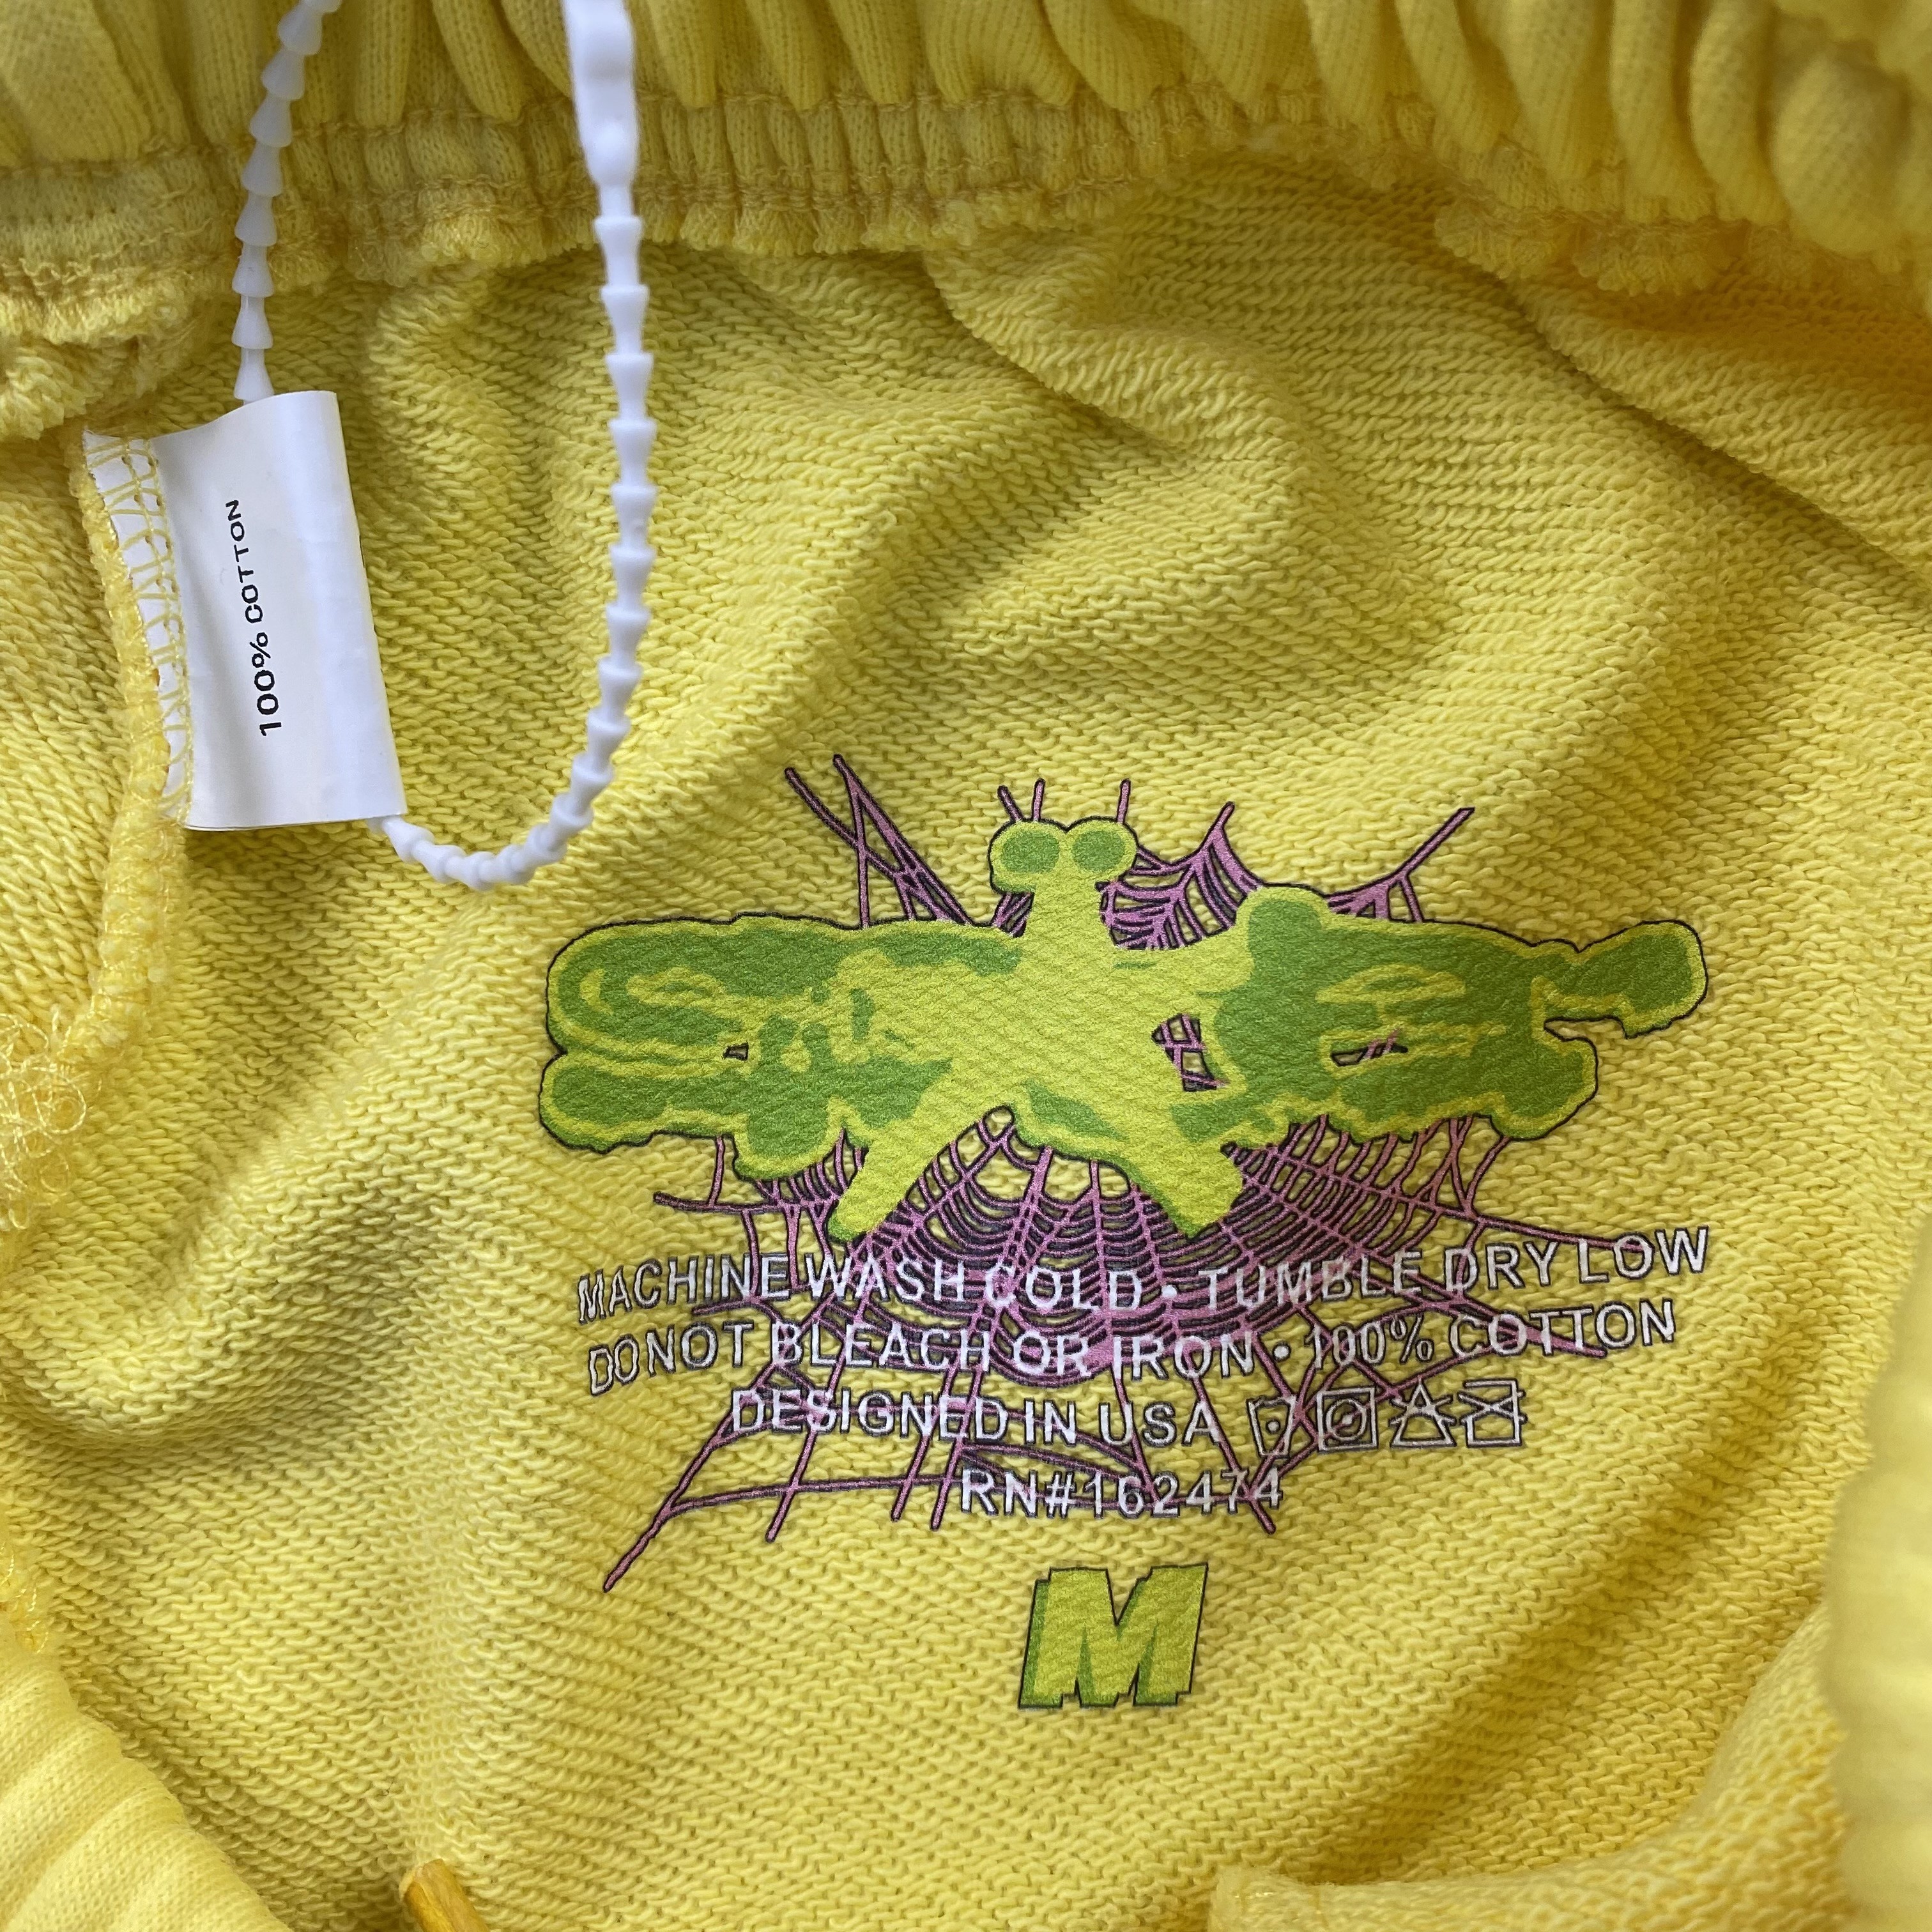 100% COTTON
MACHINE WASH COLD • TUMBLE DRY LOW
DO NOT BLEACH OR IRON • 100% COTTON
DESIGNED IN USA
RN#162474
M